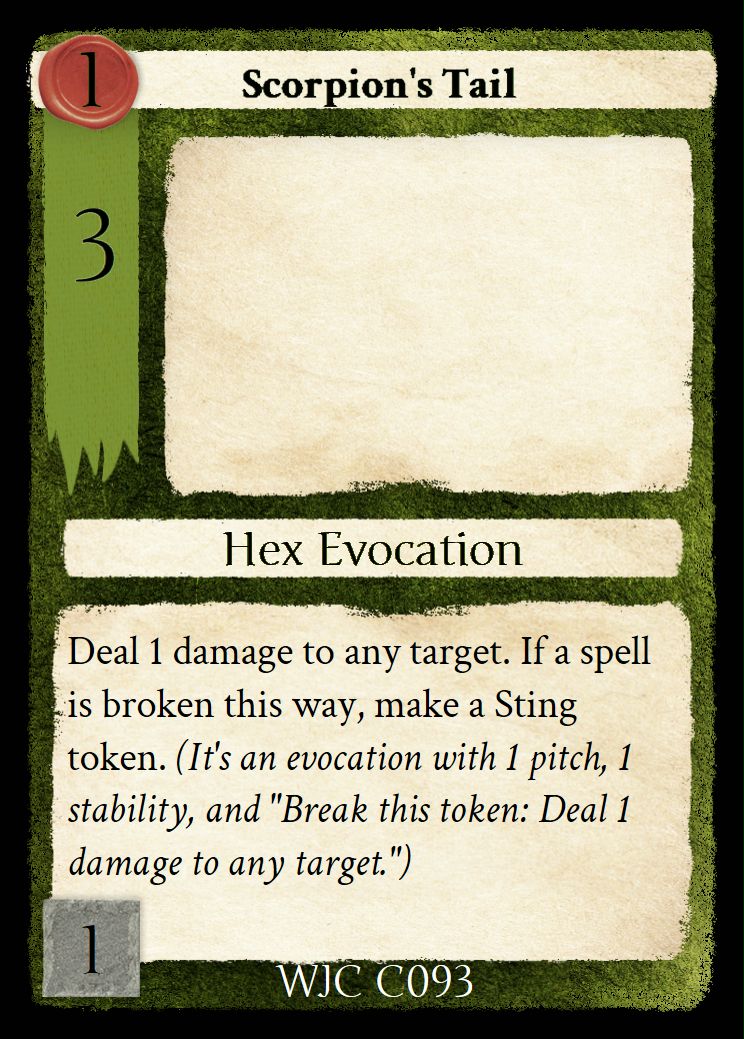 1
Scorpion's Tail
3
Hex Evocation
Deal 1 damage to any target. If a spell
is broken this way, make a Sting
token. (It's an evocation with 1 pitch, 1
stability, and "Break this token: Deal 1
damage to any target.")
1
WJC C093